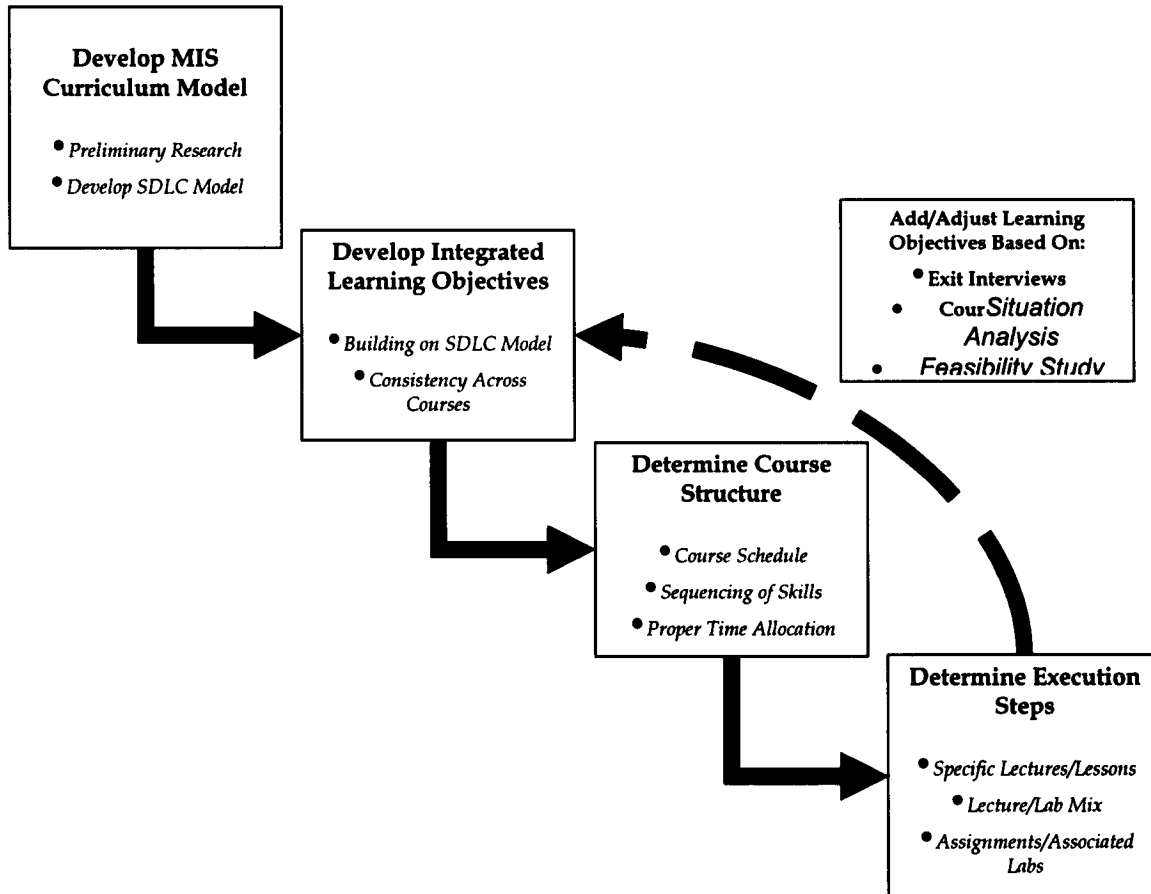 Develop MIS
Curriculum Model
• Preliminary Research
• Develop SDLC Model
Develop Integrated
Learning Objectives
• Building on SDLC Model
• Consistency Across
Courses
Add/Adjust Learning
Objectives Based On:
• Exit Interviews
• CourSituation
Analysis
• Feasibility Study
Determine Course
Structure
• Course Schedule
• Sequencing of Skills
• Proper Time Allocation
Determine Execution
Steps
• Specific Lectures/Lessons
• Lecture/Lab Mix
• Assignments/Associated
Labs